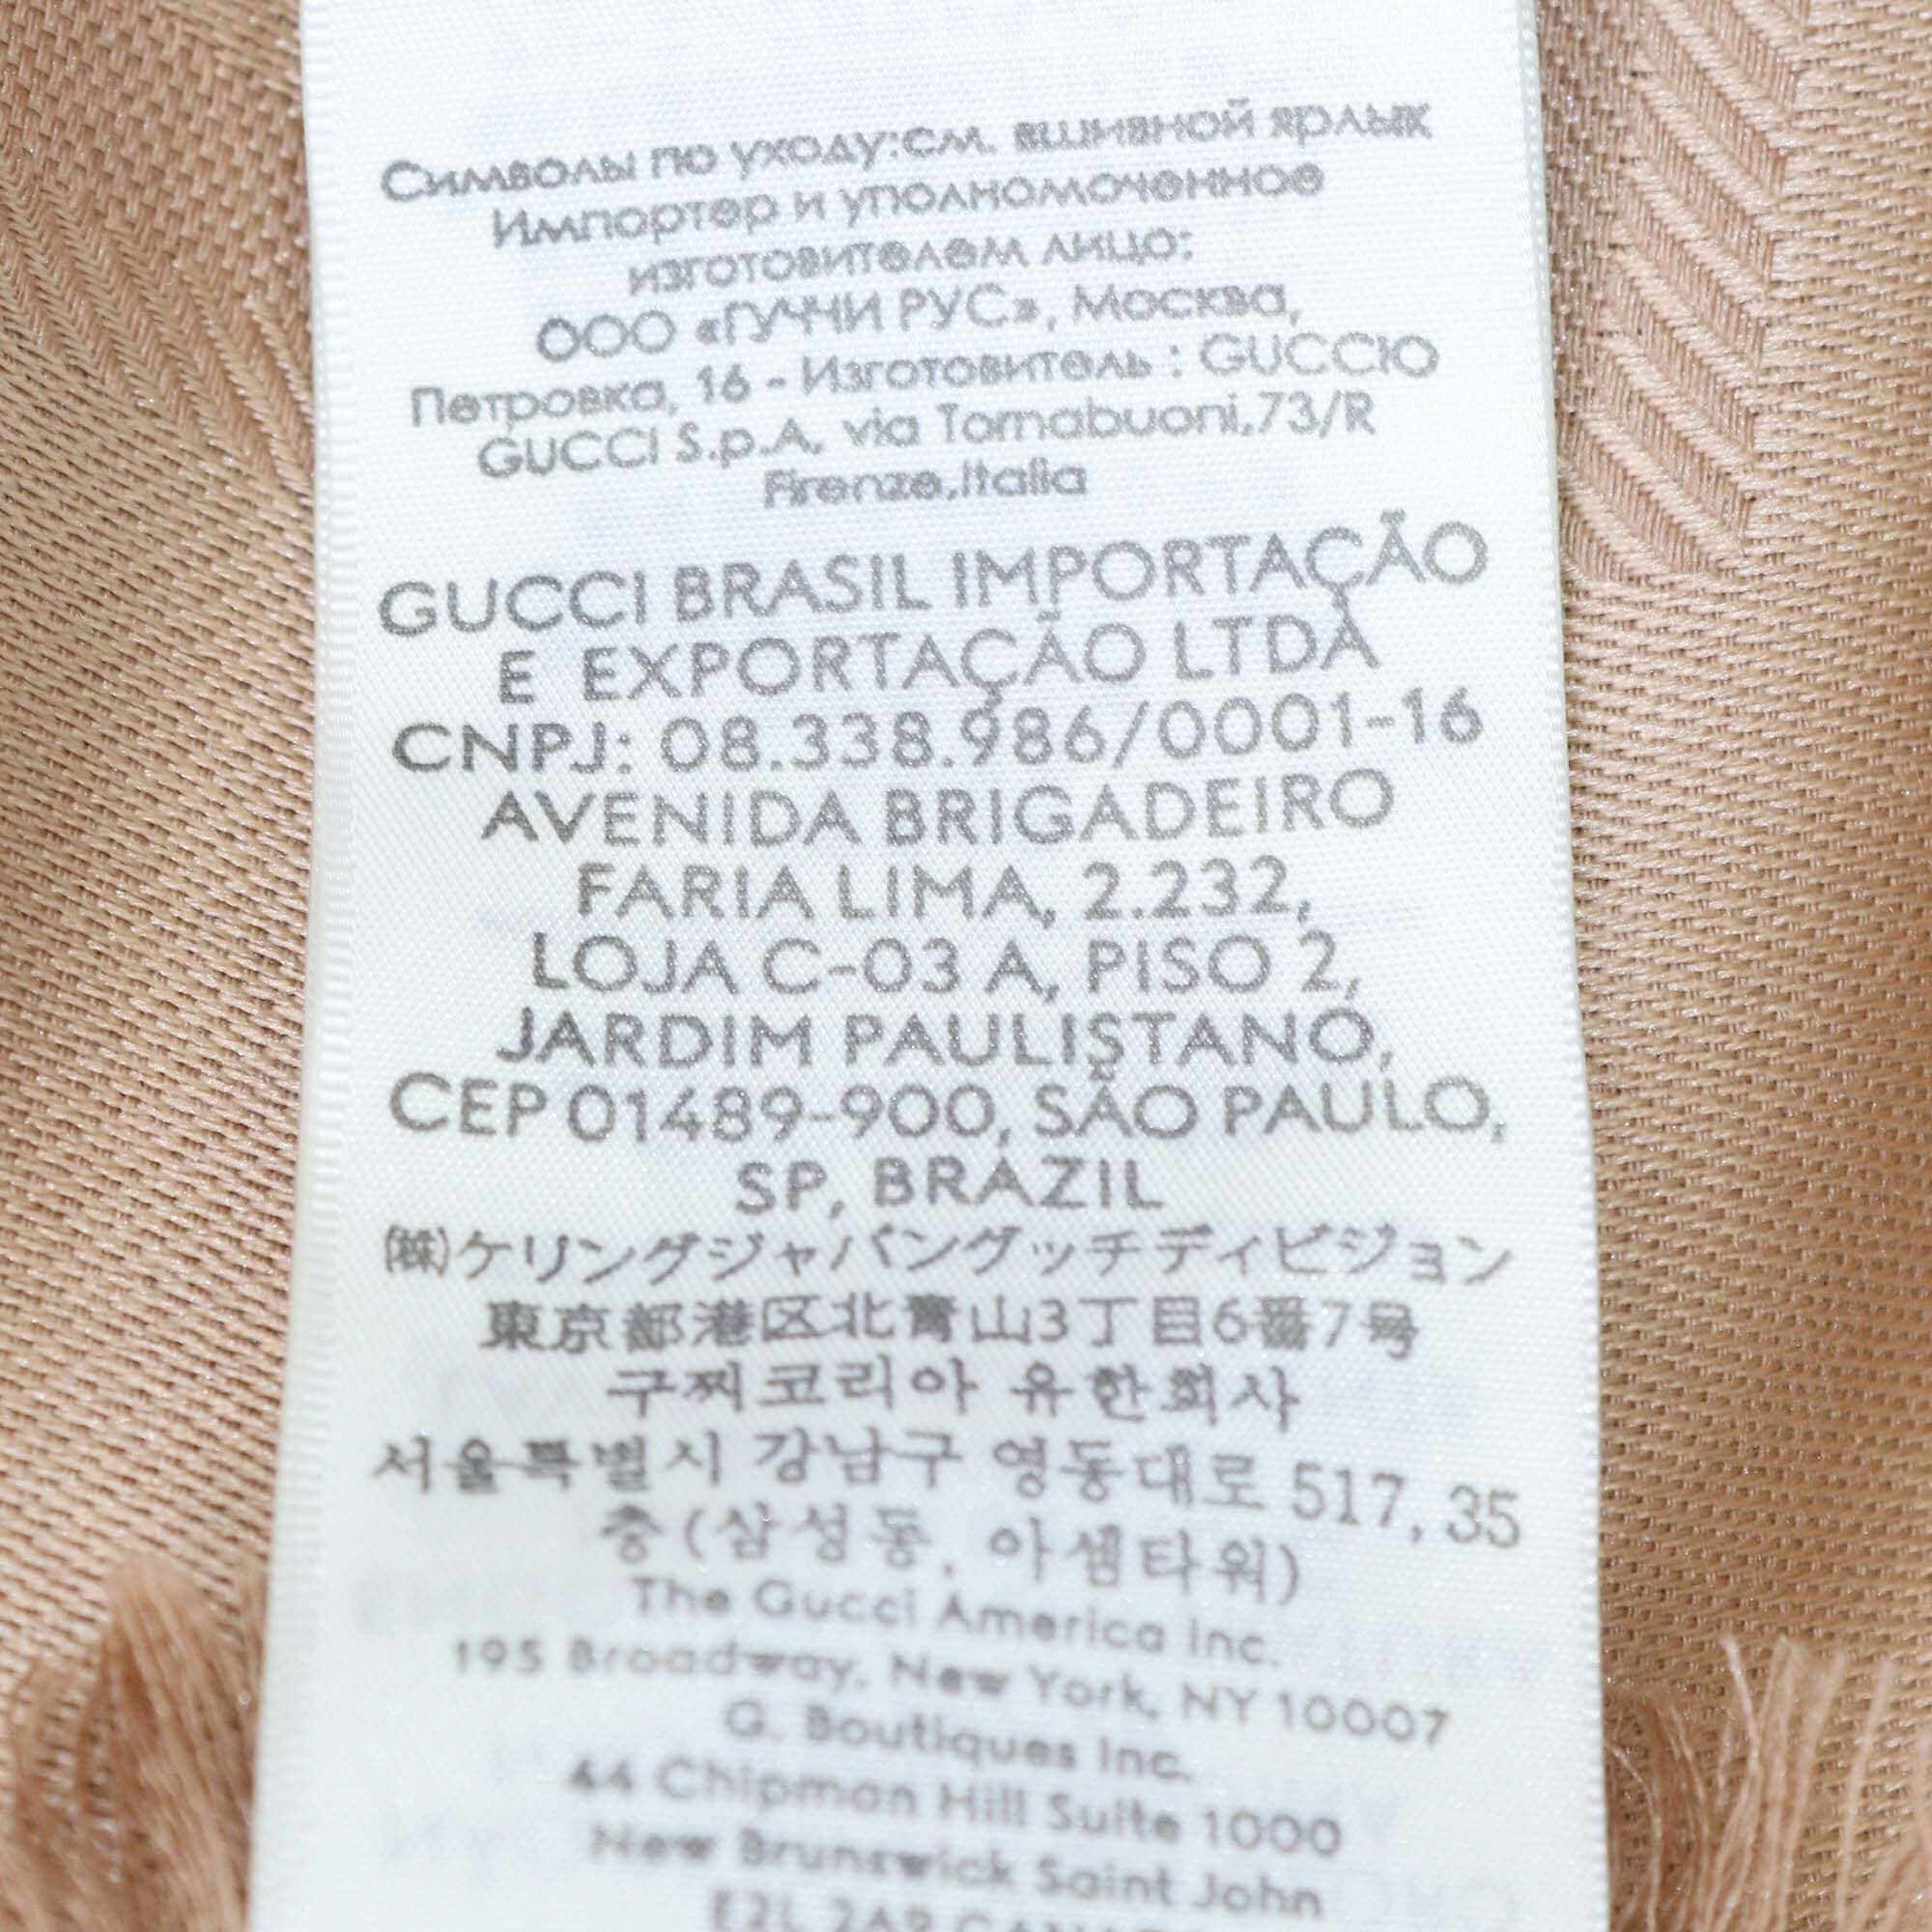 Символы по уходу:см. вшивной ярлык
Импортер и уполномоченное
изготовителем лицо:
ООО «ГУЧЧИ РУС», Москва,
Петровка, 16 - Изготовитель : GUCCIO
GUCCI S.p.A, via Tornabuoni,73/R
Firenze,Italia
GUCCI BRASIL IMPORTAÇÃO
E EXPORTAÇÃO LTDA
CNPJ: 08.338.986/0001-16
AVENIDA BRIGADEIRO
FARIA LIMA, 2.232,
LOJA C-03 A, PISO 2,
JARDIM PAULISTANO,
CEP 01489-900, SÃO PAULO,
SP, BRAZIL
㈱ケリングジャパングッチディビジョン
東京都港区北青山3丁目6番7号
구찌코리아 유한회사
서울특별시 강남구 영동대로 517, 35
층(삼성동, 아셈타워)
The Gucci America Inc.
195 Broadway, New York, NY 10007
G. Boutiques Inc.
44 Chipman Hill Suite 1000
New Brunswick Saint John
E2L 2A9 CANADA